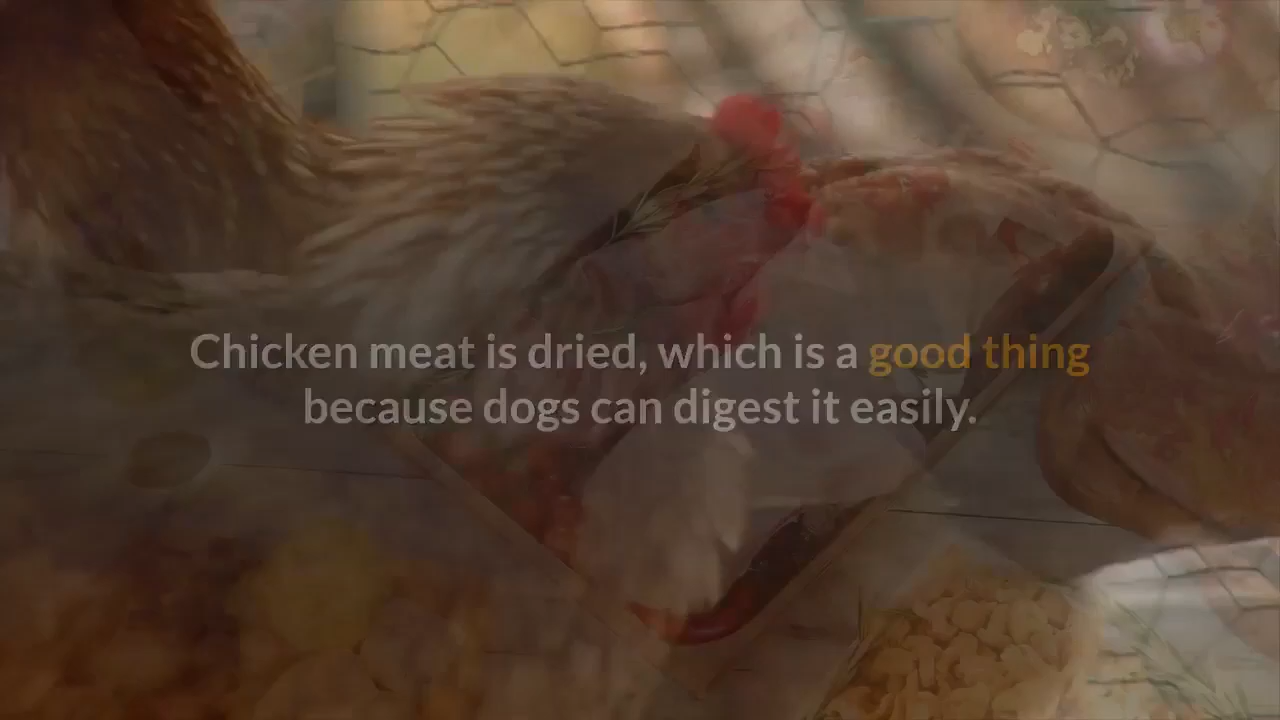 Chicken meat is dried, which is a good thing
because dogs can digest it easily.